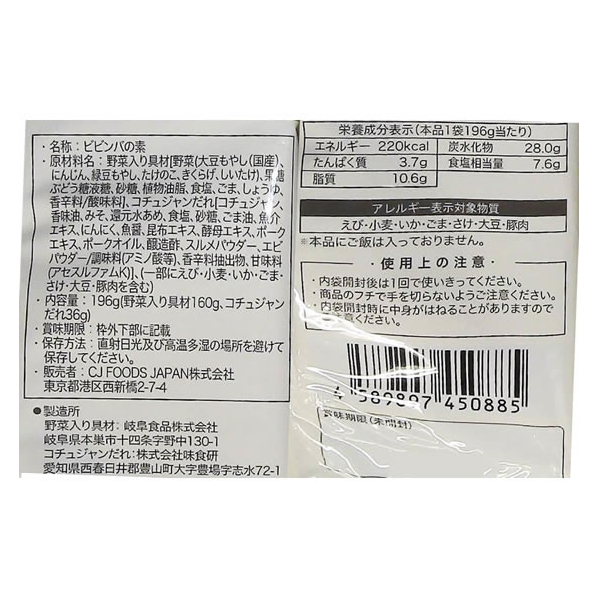 ・名称：ビビンバの素
・原材料名：野菜入り具材[野菜(大豆もやし(国産)、
にんじん、緑豆もやし、たけのこ、きくらげ、しいたけ)、果糖
ぶどう糖液糖、砂糖、植物油脂、食塩、ごま、しょうゆ、
香辛料/酸味料]、コチュジャンだれ[コチュジャン、
香味油、みそ、還元水あめ、食塩、砂糖、ごま油、魚介
エキス、にんにく、魚醤、昆布エキス、酵母エキス、ポーク
エキス、ポークオイル、醸造酢、スルメパウダー、エビ
パウダー/調味料(アミノ酸等)、香辛料抽出物、甘味料
(アセスルファムK)]、(一部にえび・小麦・いか・ごま・
さけ・大豆・豚肉を含む)
・内容量：196g(野菜入り具材160g、コチュジャン
だれ36g)
・賞味期限：枠外下部に記載
・保存方法：直射日光及び高温多湿の場所を避けて
保存してください。
・販売者：CJ FOODS JAPAN株式会社
東京都港区西新橋2-7-4
●製造所
野菜入り具材：岐阜食品株式会社
岐阜県本巣市十四条字野中130-1
コチュジャンだれ：株式会社味食研
愛知県西春日井郡豊山町大字豊場字志水72-1
栄養成分表示(本品1袋196g当たり)
エネルギー 220kcal 炭水化物 28.0g
たんぱく質 3.7g 食塩相当量 7.6g
脂質 10.6g
アレルギー表示対象物質
えび・小麦・いか・ごま・さけ・大豆・豚肉
※本品にご飯は入っておりません。
・使用上の注意・
・内袋開封後は1回で使いきってください。
・商品のフチで手を切らないようご注意ください。
・内袋開封時に中身がはねることがありますので
ご注意ください。
4 589897 450885
賞味期限(未開封)